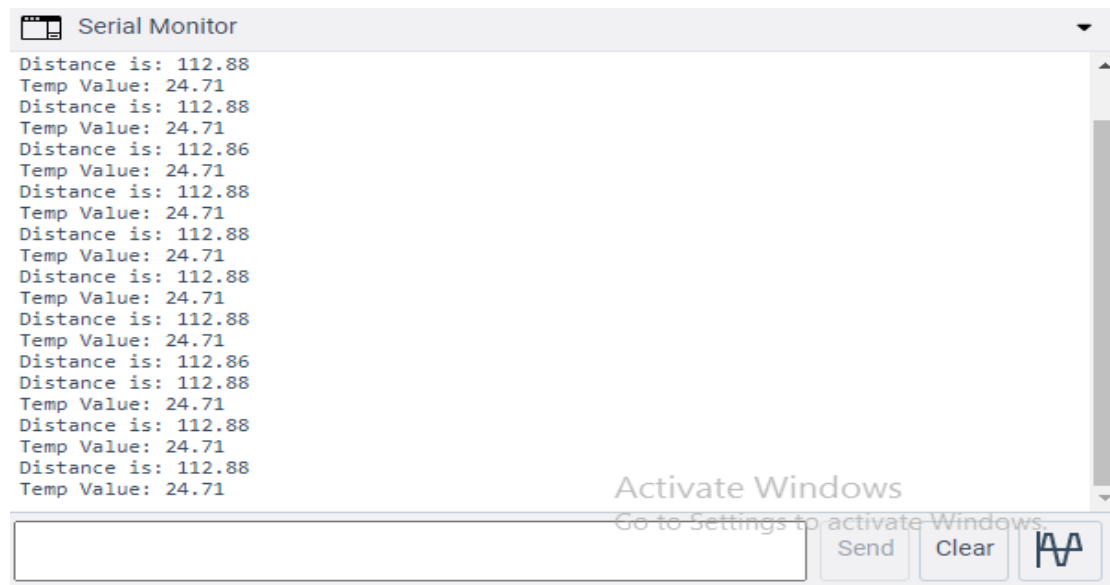 Serial Monitor
Distance is: 112.88
Temp Value: 24.71
Distance is: 112.88
Temp Value: 24.71
Distance is: 112.86
Temp Value: 24.71
Distance is: 112.88
Temp Value: 24.71
Distance is: 112.88
Temp Value: 24.71
Distance is: 112.88
Temp Value: 24.71
Distance is: 112.88
Temp Value: 24.71
Distance is: 112.86
Distance is: 112.88
Temp Value: 24.71
Distance is: 112.88
Temp Value: 24.71
Distance is: 112.88
Temp Value: 24.71
Activate Windows
Go to Settings to activate Windows.
Send
Clear